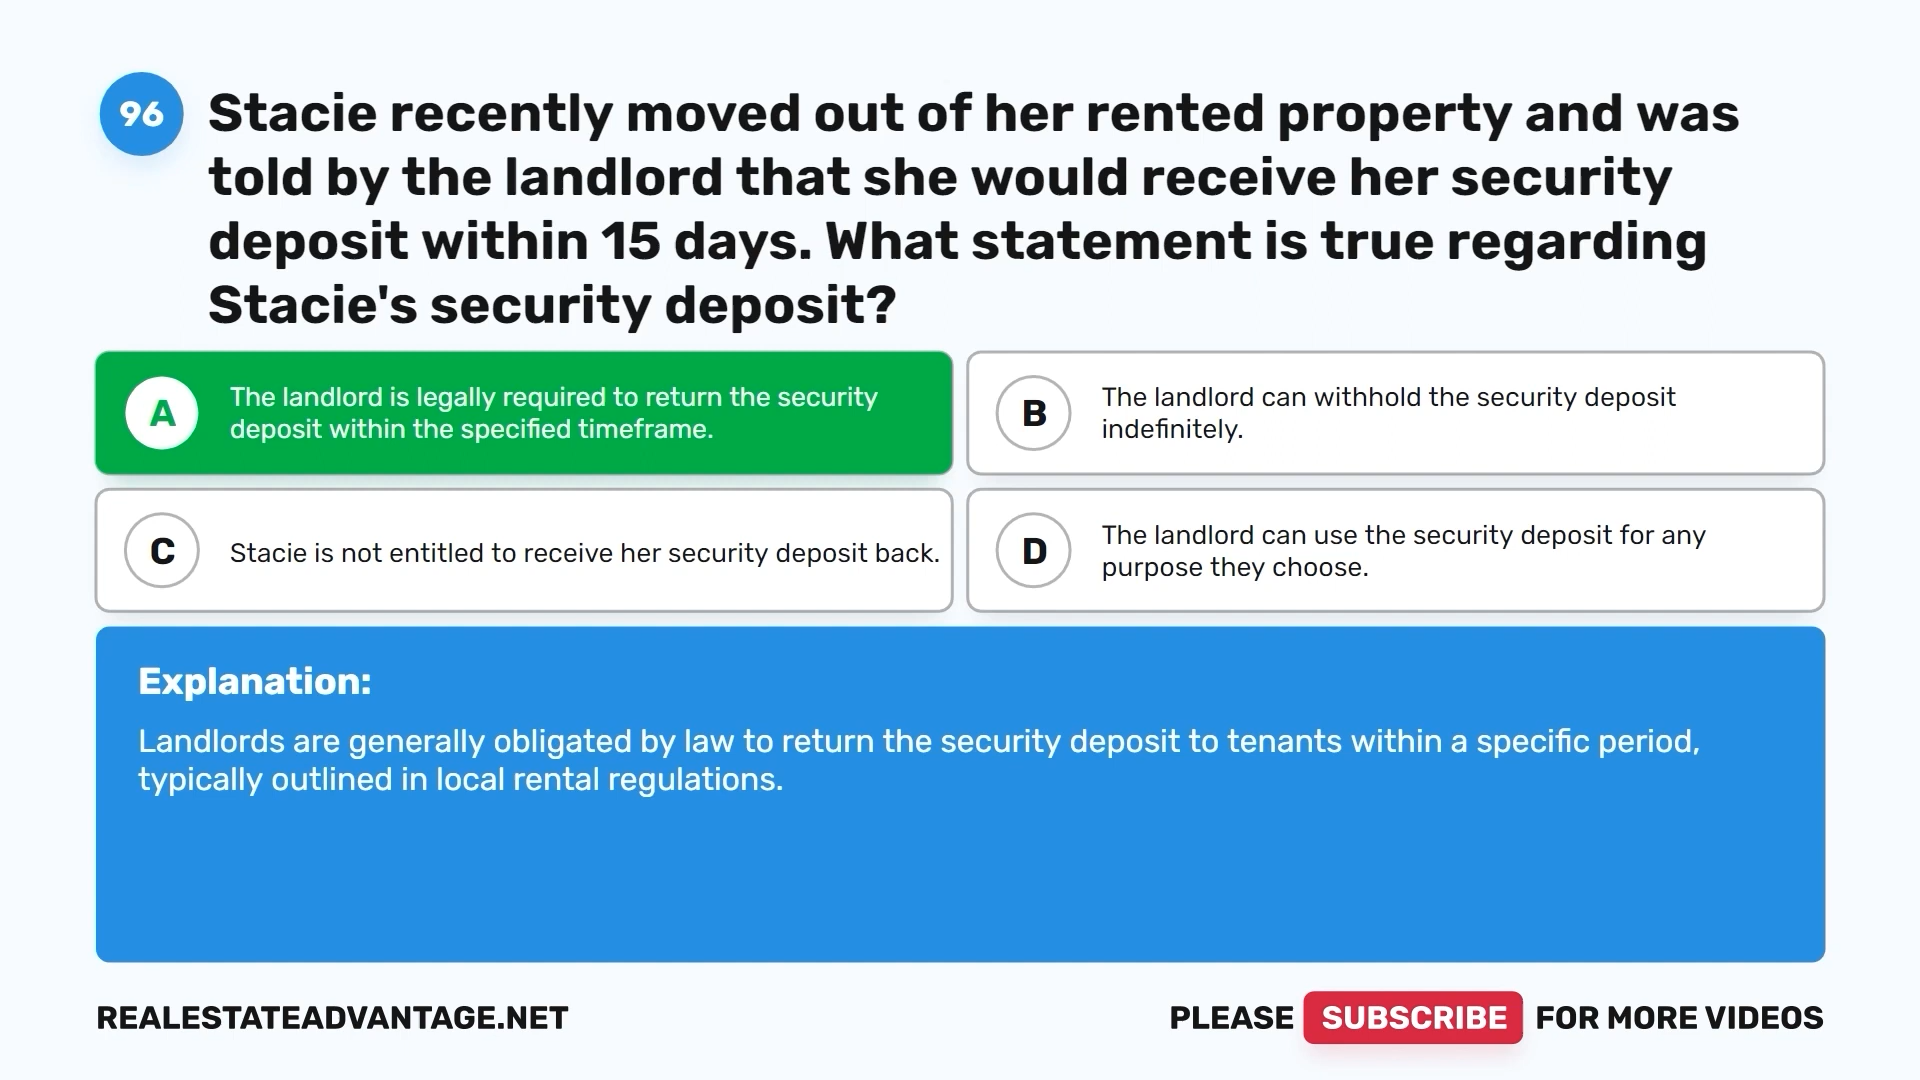 96
Stacie recently moved out of her rented property and was
told by the landlord that she would receive her security
deposit within 15 days. What statement is true regarding
Stacie's security deposit?
A
The landlord is legally required to return the security
deposit within the specified timeframe.
B
The landlord can withhold the security deposit
indefinitely.
C
Stacie is not entitled to receive her security deposit back.
D
The landlord can use the security deposit for any
purpose they choose.
Explanation:
Landlords are generally obligated by law to return the security deposit to tenants within a specific period,
typically outlined in local rental regulations.
REALESTATEADVANTAGE.NET
PLEASE SUBSCRIBE FOR MORE VIDEOS